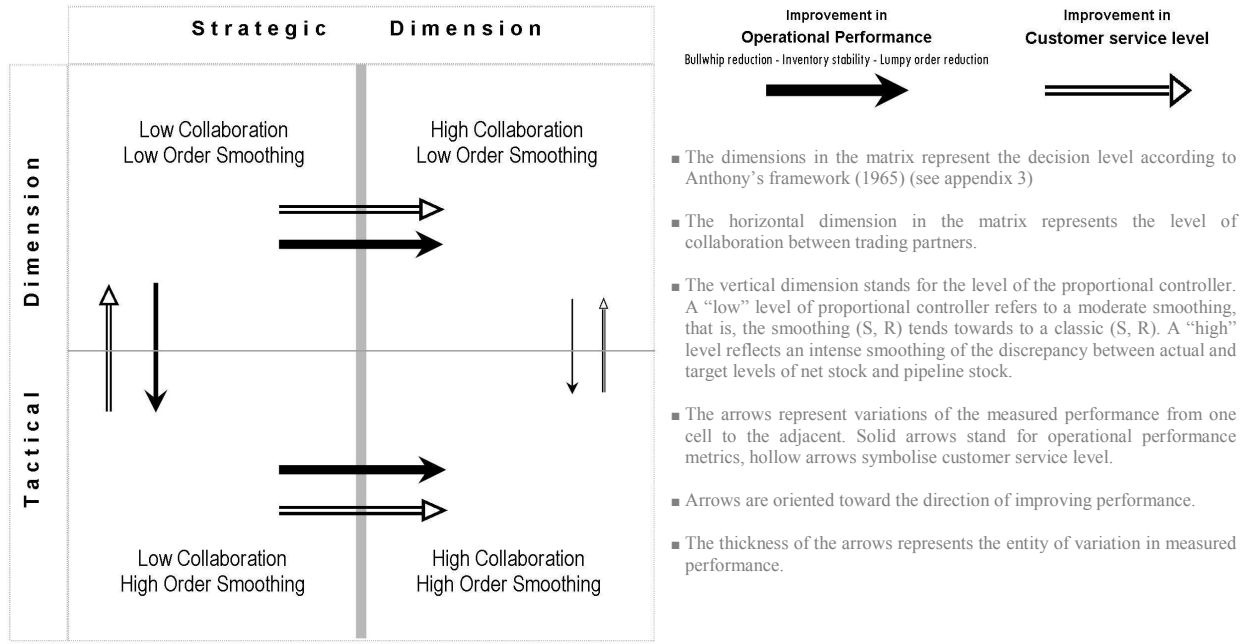 Strategic Dimension
Tactical Dimension
Low Collaboration
Low Order Smoothing
High Collaboration
Low Order Smoothing
Low Collaboration
High Order Smoothing
High Collaboration
High Order Smoothing
Improvement in
Operational Performance
Bullwhip reduction - Inventory stability - Lumpy order reduction
Improvement in
Customer service level
■ The dimensions in the matrix represent the decision level according to
Anthony's framework (1965) (see appendix 3)
■ The horizontal dimension in the matrix represents the level of
collaboration between trading partners.
■ The vertical dimension stands for the level of the proportional controller.
A “low” level of proportional controller refers to a moderate smoothing,
that is, the smoothing (S, R) tends towards to a classic (S, R). A “high”
level reflects an intense smoothing of the discrepancy between actual and
target levels of net stock and pipeline stock.
■ The arrows represent variations of the measured performance from one
cell to the adjacent. Solid arrows stand for operational performance
metrics, hollow arrows symbolise customer service level.
■ Arrows are oriented toward the direction of improving performance.
■ The thickness of the arrows represents the entity of variation in measured
performance.